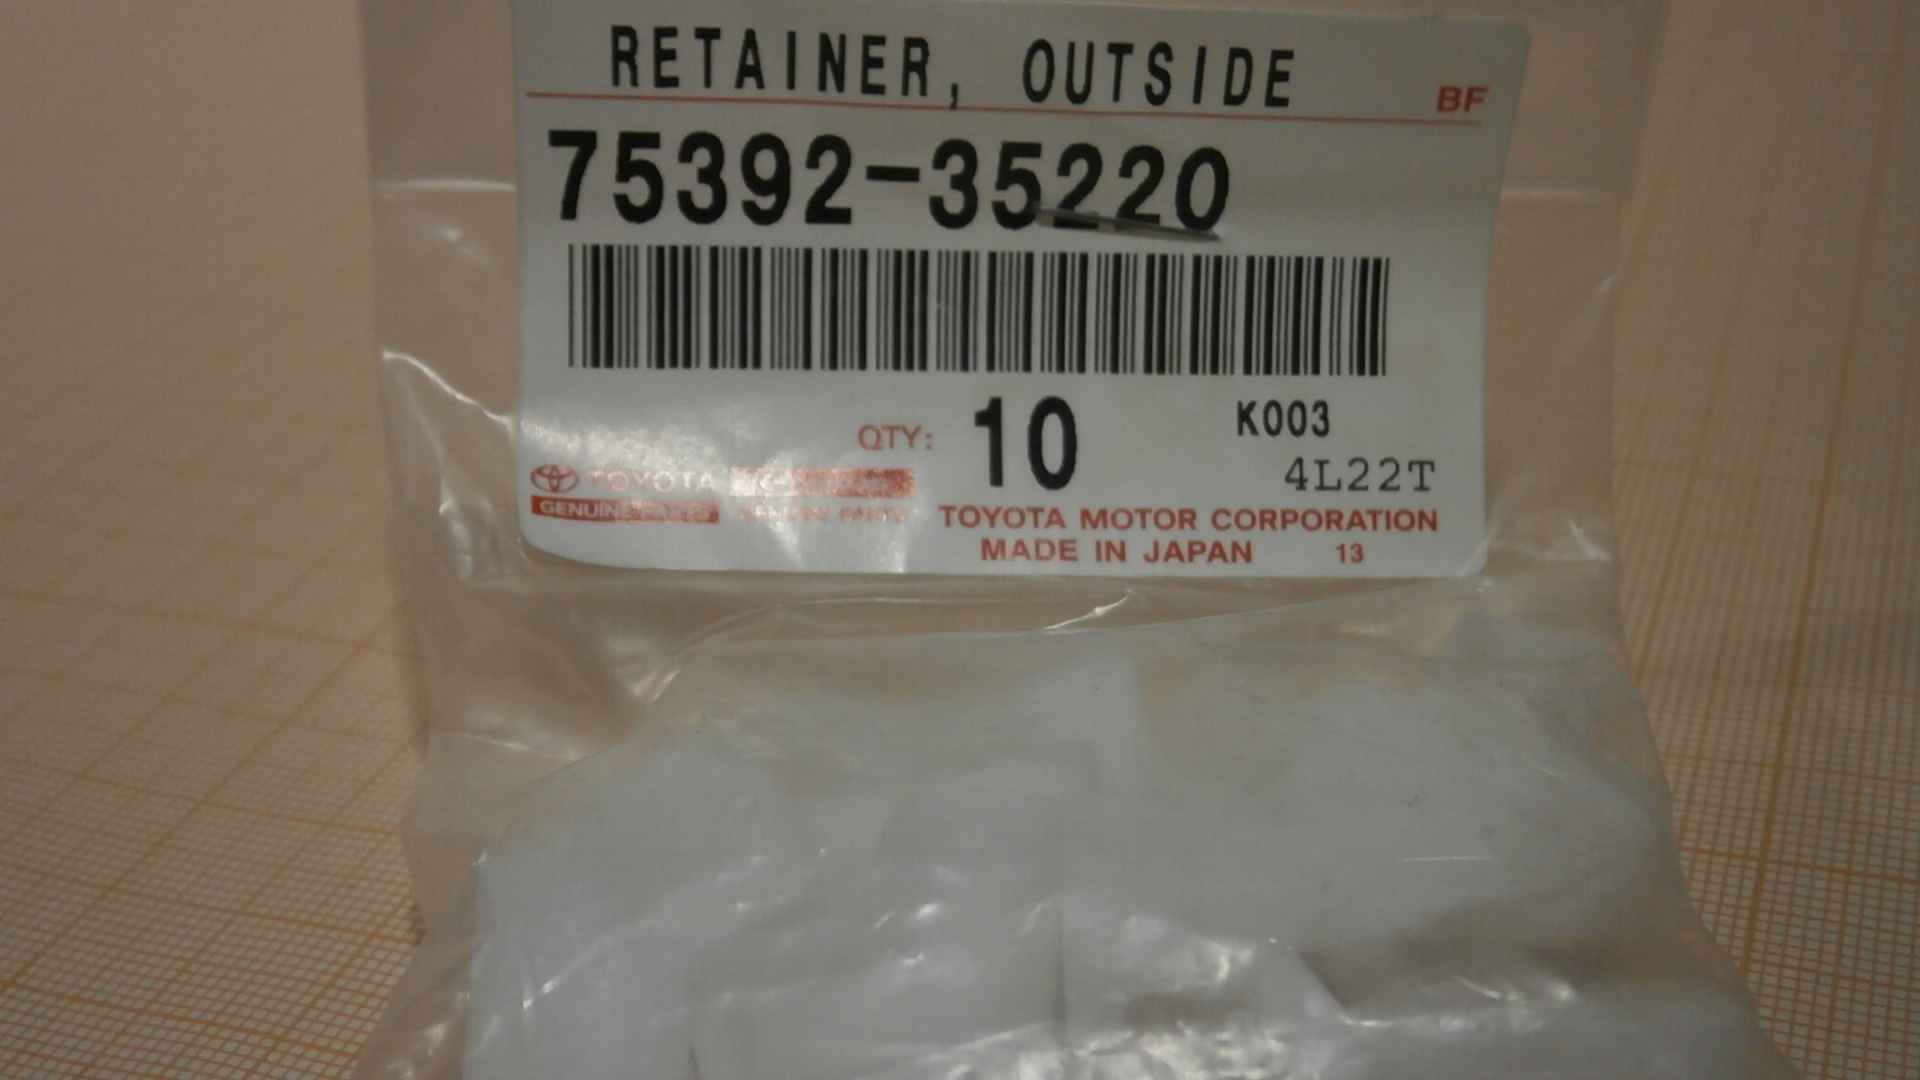 RETAINER, OUTSIDE
BF
75392-35220
QTY: 10 K003
4L22T
TOYOTA
GENUINE PARTS
TOYOTA MOTOR CORPORATION
MADE IN JAPAN 13